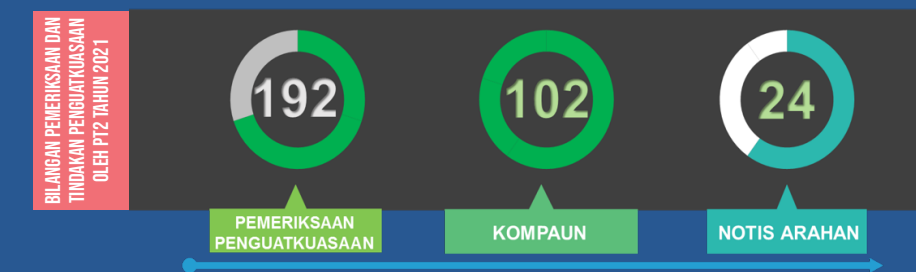 BILANGAN PEMERIKSAAN DAN
TINDAKAN PENGUATKUASAAN
OLEH PT2 TAHUN 2021
192
102
24
PEMERIKSAAN
PENGUATKUASAAN
KOMPAUN
NOTIS ARAHAN